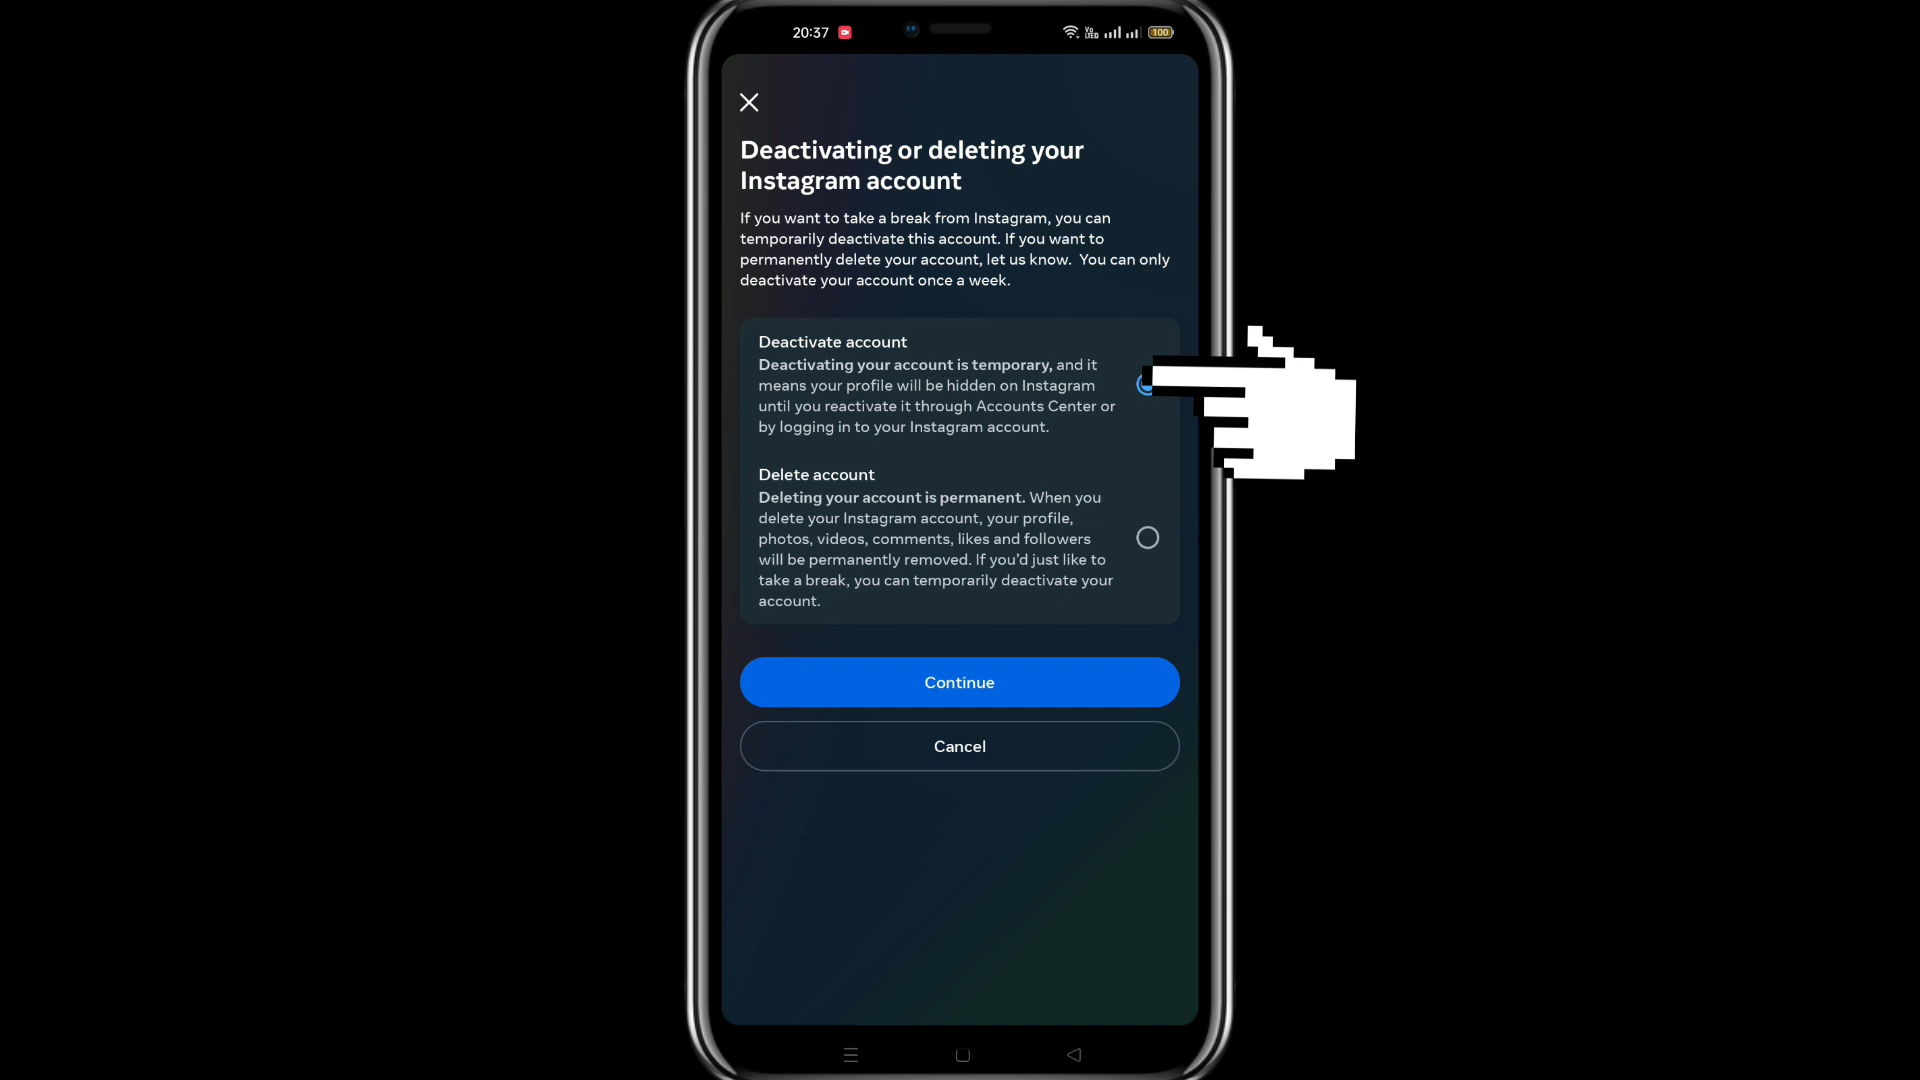 20:37
Vo
LTE
100
Deactivating or deleting your
Instagram account
If you want to take a break from Instagram, you can
temporarily deactivate this account. If you want to
permanently delete your account, let us know.  You can only
deactivate your account once a week.
Deactivate account
Deactivating your account is temporary, and it
means your profile will be hidden on Instagram
until you reactivate it through Accounts Center or
by logging in to your Instagram account.
Delete account
Deleting your account is permanent. When you
delete your Instagram account, your profile,
photos, videos, comments, likes and followers
will be permanently removed. If you’d just like to
take a break, you can temporarily deactivate your
account.
Continue
Cancel